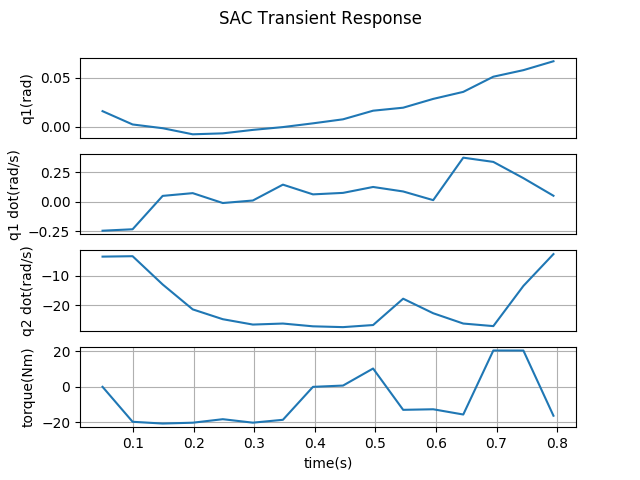 SAC Transient Response
q1(rad)
0.05
0.00
q1 dot(rad/s)
0.25
0.00
−0.25
q2 dot(rad/s)
−10
−20
torque(Nm)
20
0
−20
0.1 0.2 0.3 0.4 0.5 0.6 0.7 0.8
time(s)